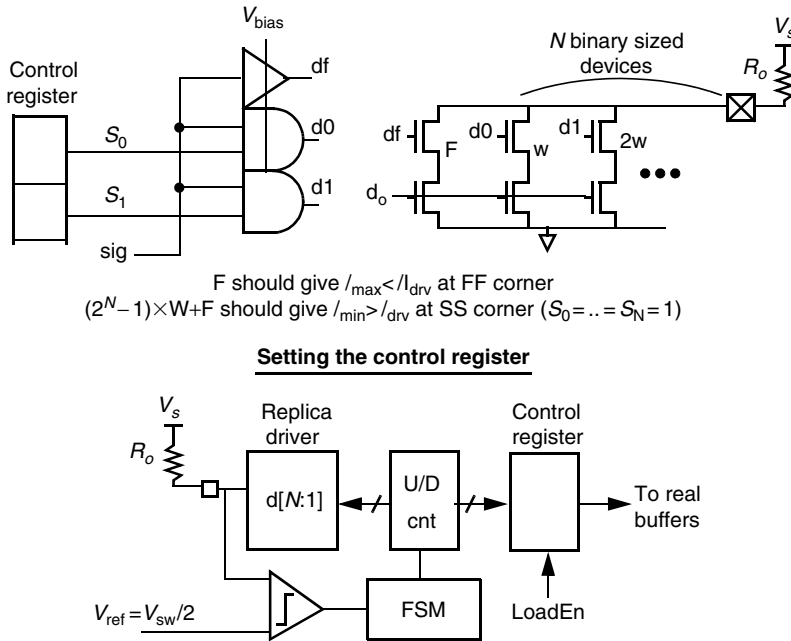 V_bias
Control
register
df
S_0
d0
S_1
d1
sig
N binary sized
devices
V_s
R_o
df
F
d0
w
d1
2w
d_o
F should give I_max</I_drv at FF corner
(2^N−1)×W+F should give I_min>I_drv at SS corner (S_0=..=S_N=1)
Setting the control register
V_s
R_o
Replica
driver
d[N:1]
U/D
cnt
Control
register
To real
buffers
V_ref=V_sw/2
FSM
LoadEn